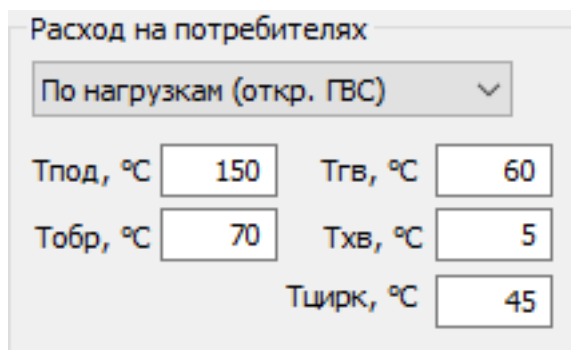 Расход на потребителях
По нагрузкам (откр. ГВС)
Тпод, °С 150 Тгв, °С 60
Тобр, °С 70 Тхв, °С 5
Тцирк, °С 45